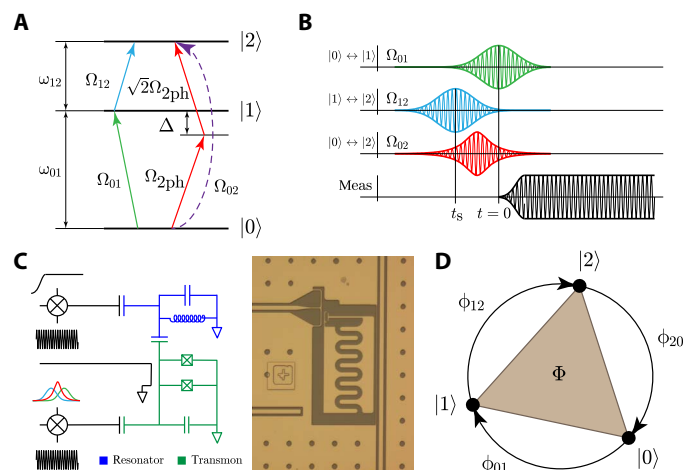 A
|2⟩
ω₁₂
Ω₁₂
√2Ω₂ph
|1⟩
Δ
ω₀₁
Ω₀₁
Ω₂ph
Ω₀₂
|0⟩
B
|0⟩ ↔ |1⟩ Ω₀₁
|1⟩ ↔ |2⟩ Ω₁₂
|0⟩ ↔ |2⟩ Ω₀₂
Meas
tₛ t = 0
C
Resonator Transmon
D
|2⟩
ϕ₁₂
ϕ₂₀
Φ
|1⟩
ϕ₀₁
|0⟩